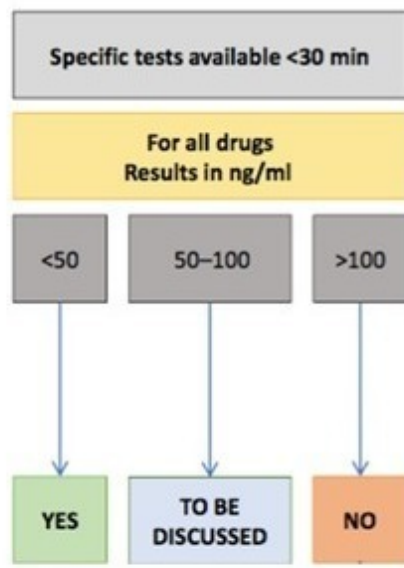 Specific tests available <30 min
For all drugs
Results in ng/ml
<50
50–100
>100
YES
TO BE
DISCUSSED
NO